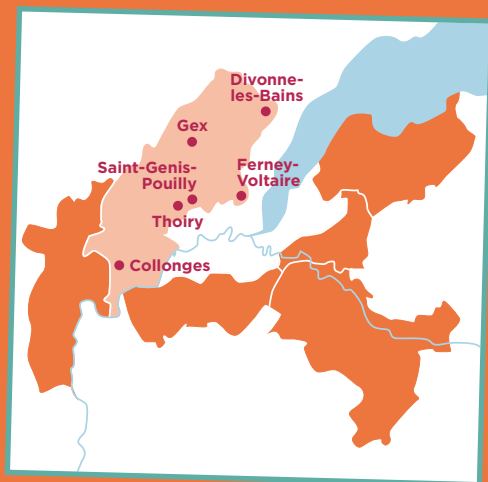 Divonne-
les-Bains
Gex
Saint-Genis-
Pouilly
Ferney-
Voltaire
Thoiry
Collonges